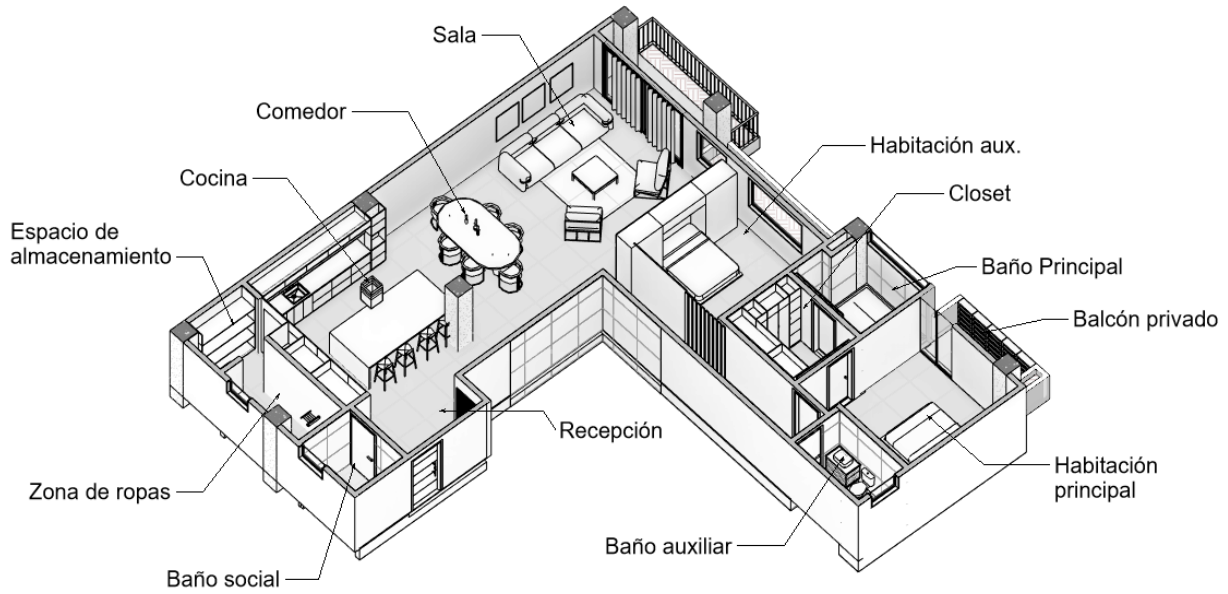 Sala
Comedor
Habitación aux.
Cocina
Closet
Espacio de
almacenamiento
Baño Principal
Balcón privado
Recepción
Zona de ropas
Habitación
principal
Baño auxiliar
Baño social